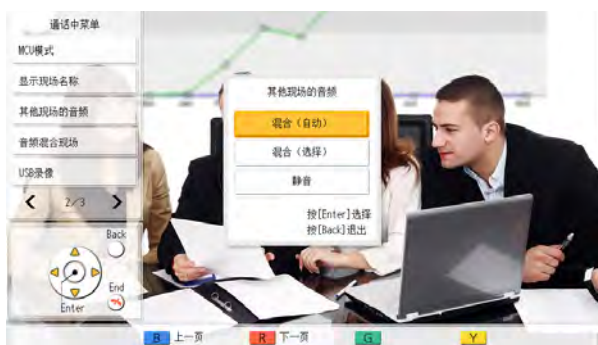 通话中菜单
MCU模式
显示现场名称
其他现场的音频
音频混合现场
USB录像
2/3
Back
End
Enter
其他现场的音频
混合（自动）
混合（选择）
静音
按[Enter]选择
按[Back]退出
B 上一页 R 下一页 G Y